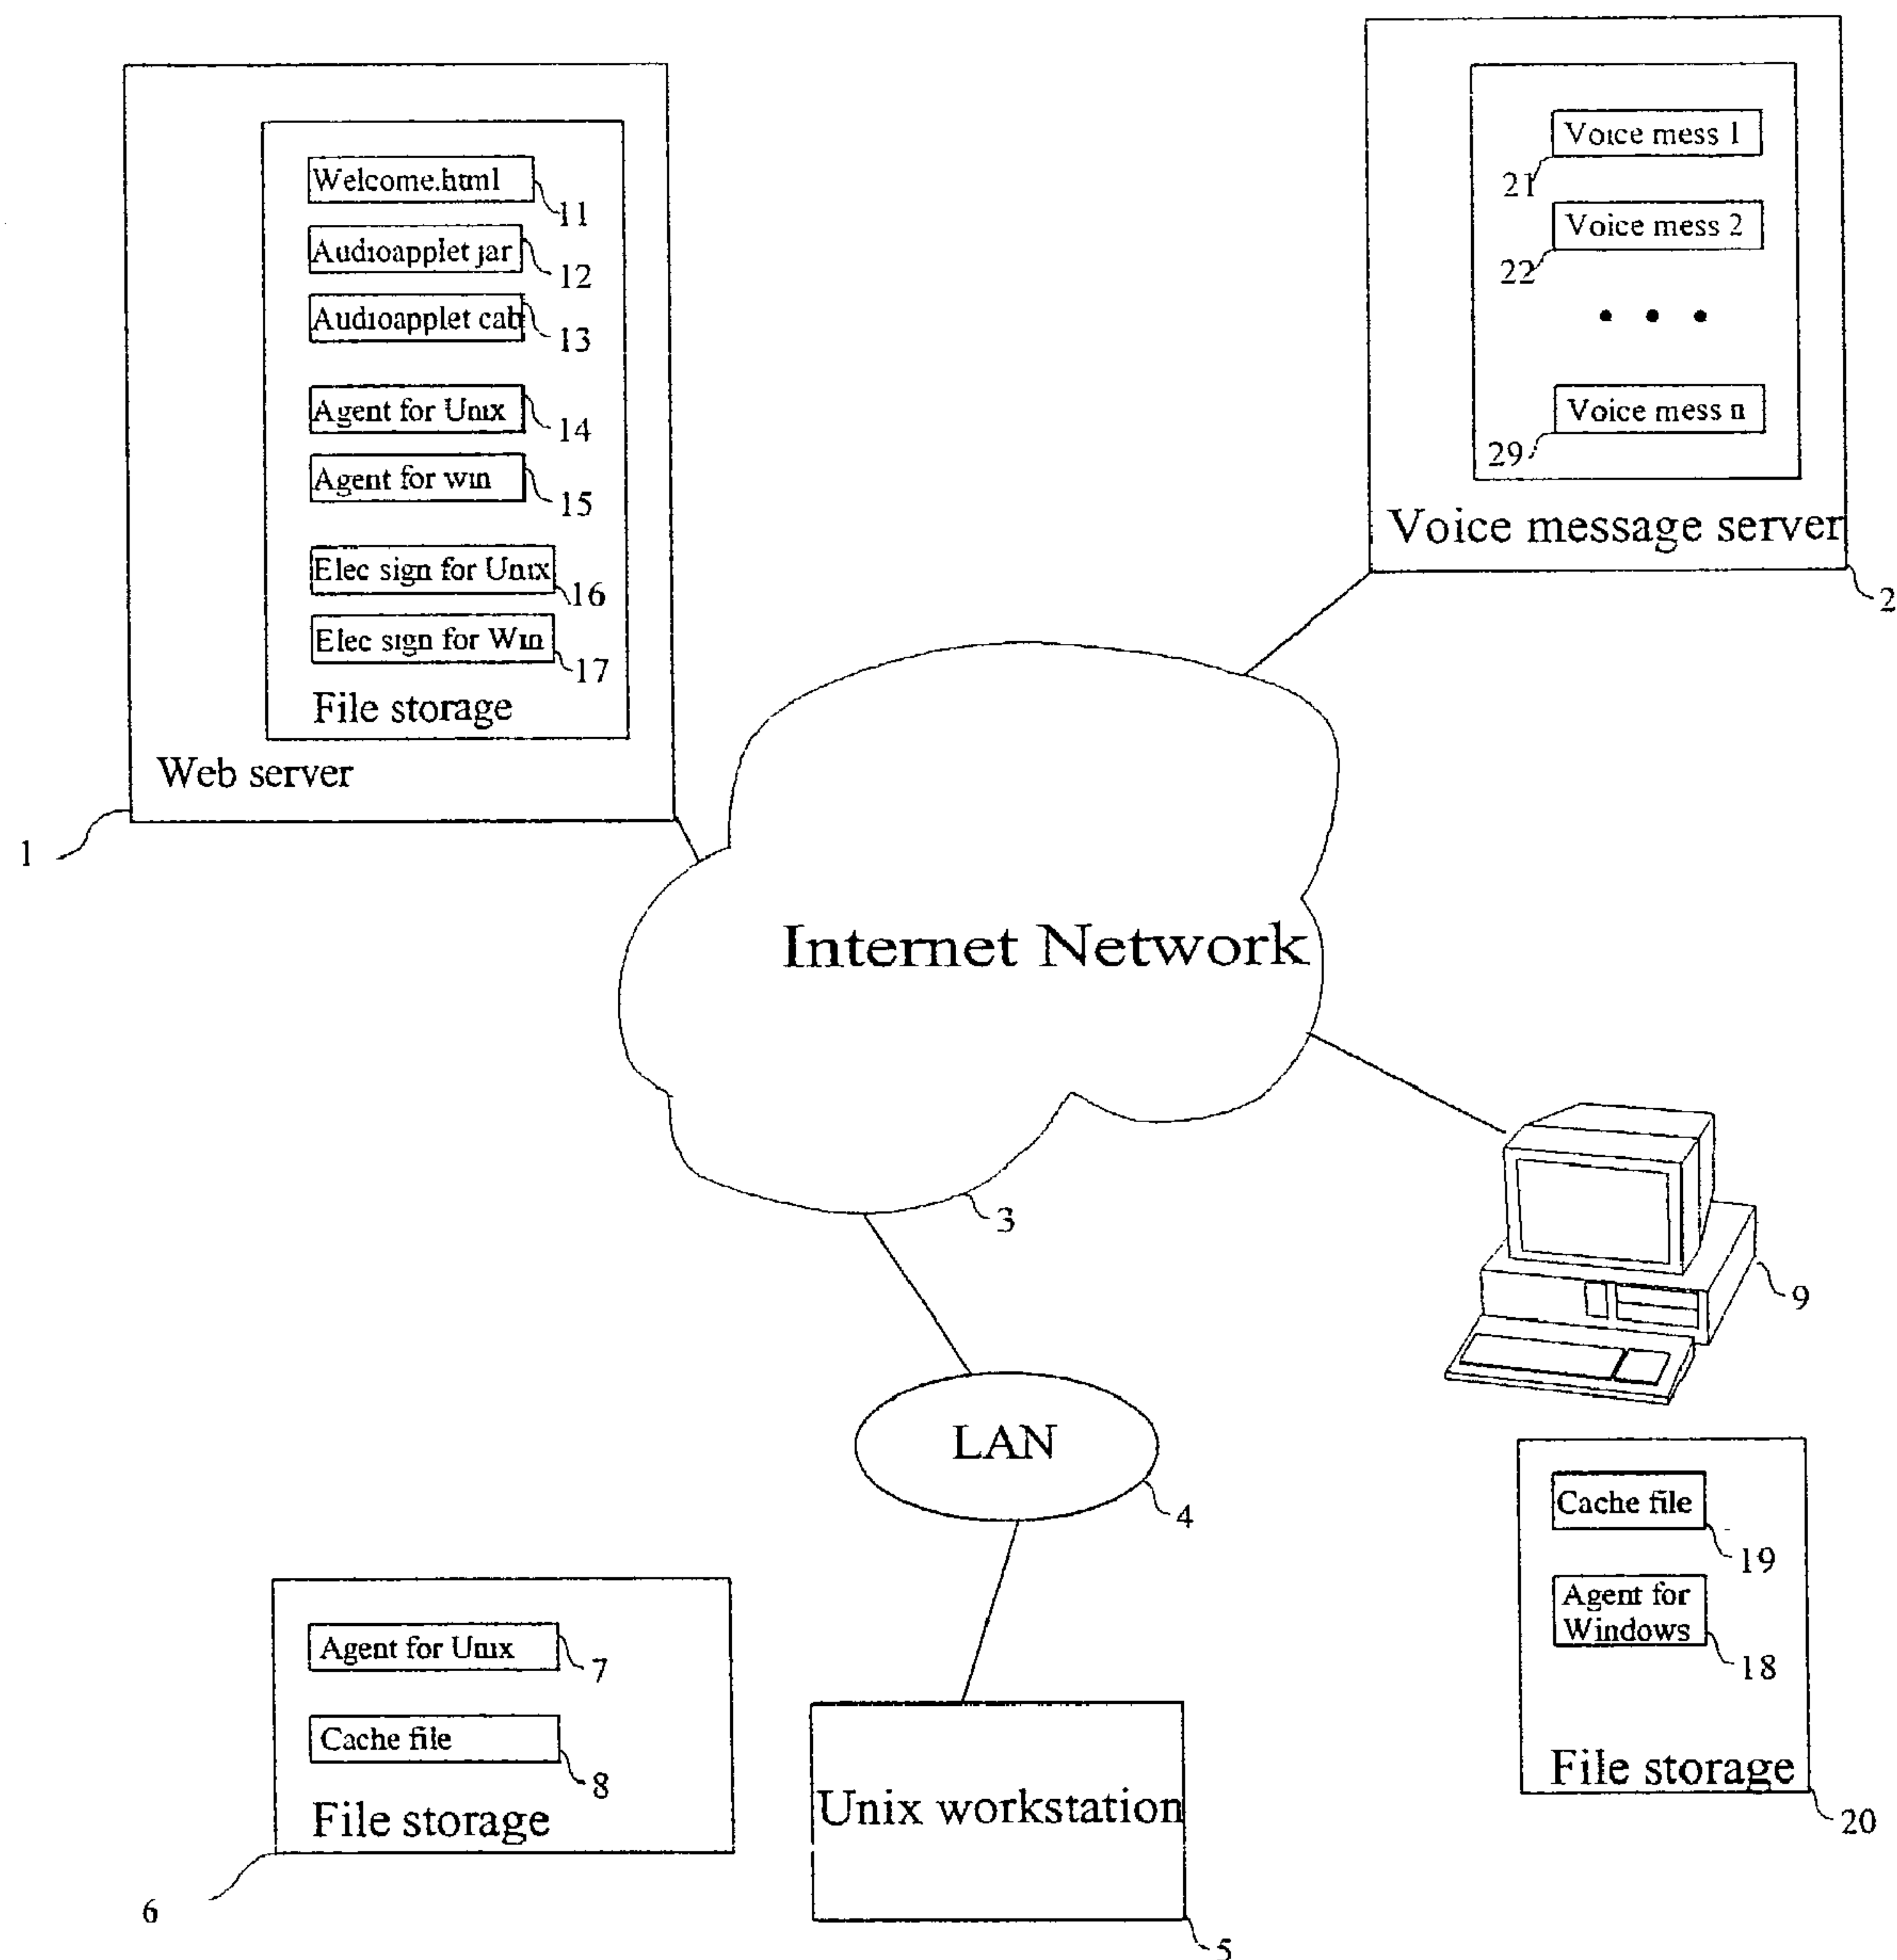 Welcome.html
11
Audioapplet jar
12
Audioapplet cab
13
Agent for Unix
14
Agent for win
15
Elec sign for Unix
16
Elec sign for Win
17
File storage
Web server
1
Voice mess 1
21
Voice mess 2
22
• • •
Voice mess n
29
Voice message server
2
Internet Network
3
9
LAN
4
Cache file
19
Agent for
Windows
18
File storage
20
Agent for Unix
7
Cache file
8
File storage
6
Unix workstation
5